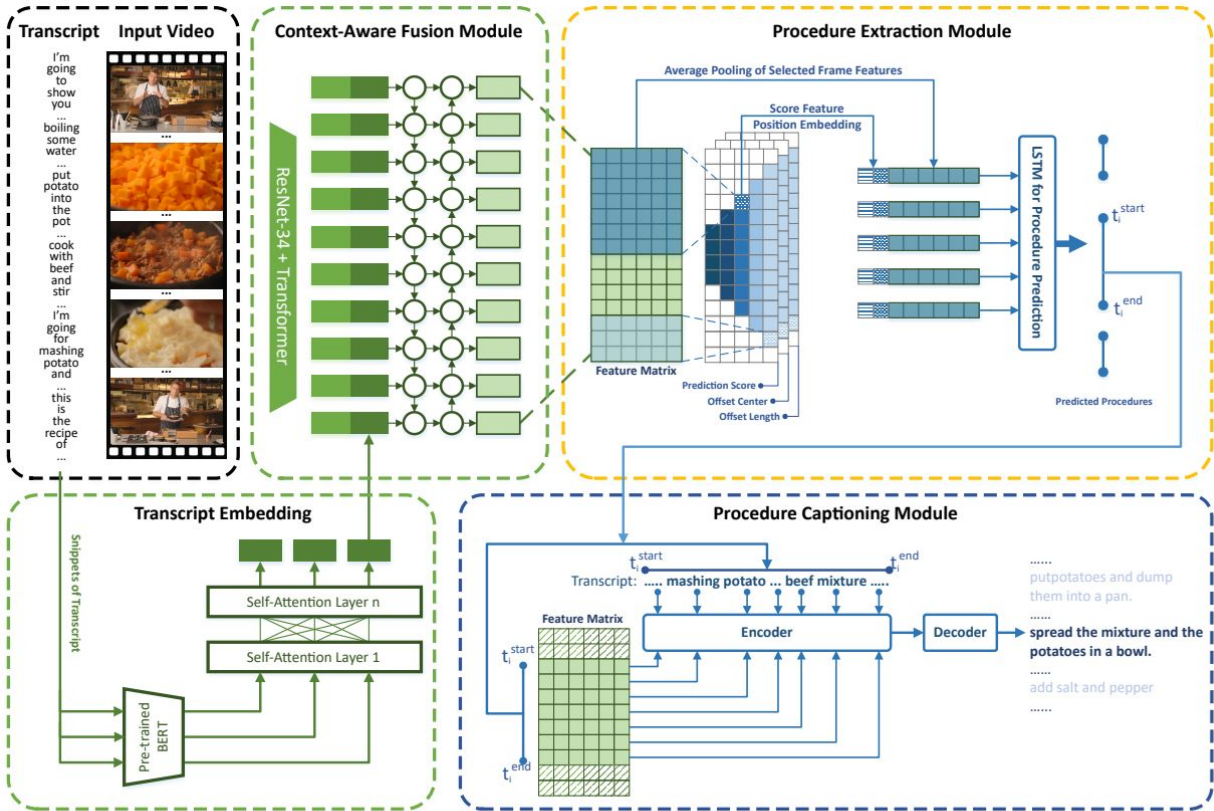 Transcript
I'm
going
to
show
you
...
boiling
some
water
...
put
potato
into
the
pot
...
cook
with
beef
and
stir
...
I'm
going
for
mashing
potato
and
...
this
is
the
recipe
of
...
Input Video
...
...
...
...
Context-Aware Fusion Module
ResNet-34 + Transformer
Procedure Extraction Module
Average Pooling of Selected Frame Features
Score Feature
Position Embedding
Feature Matrix
Prediction Score
Offset Center
Offset Length
LSTM for Procedure Prediction
t_i^start
t_i^end
Predicted Procedures
Transcript Embedding
Snippets of Transcript
Self-Attention Layer n
Self-Attention Layer 1
Pre-trained
BERT
Procedure Captioning Module
t_i^start
t_i^end
Transcript: ..... mashing potato ... beef mixture .....
Feature Matrix
t_i^start
t_i^end
Encoder
Decoder
......
putpotatoes and dump
them into a pan.
......
spread the mixture and the
potatoes in a bowl.
......
add salt and pepper
......